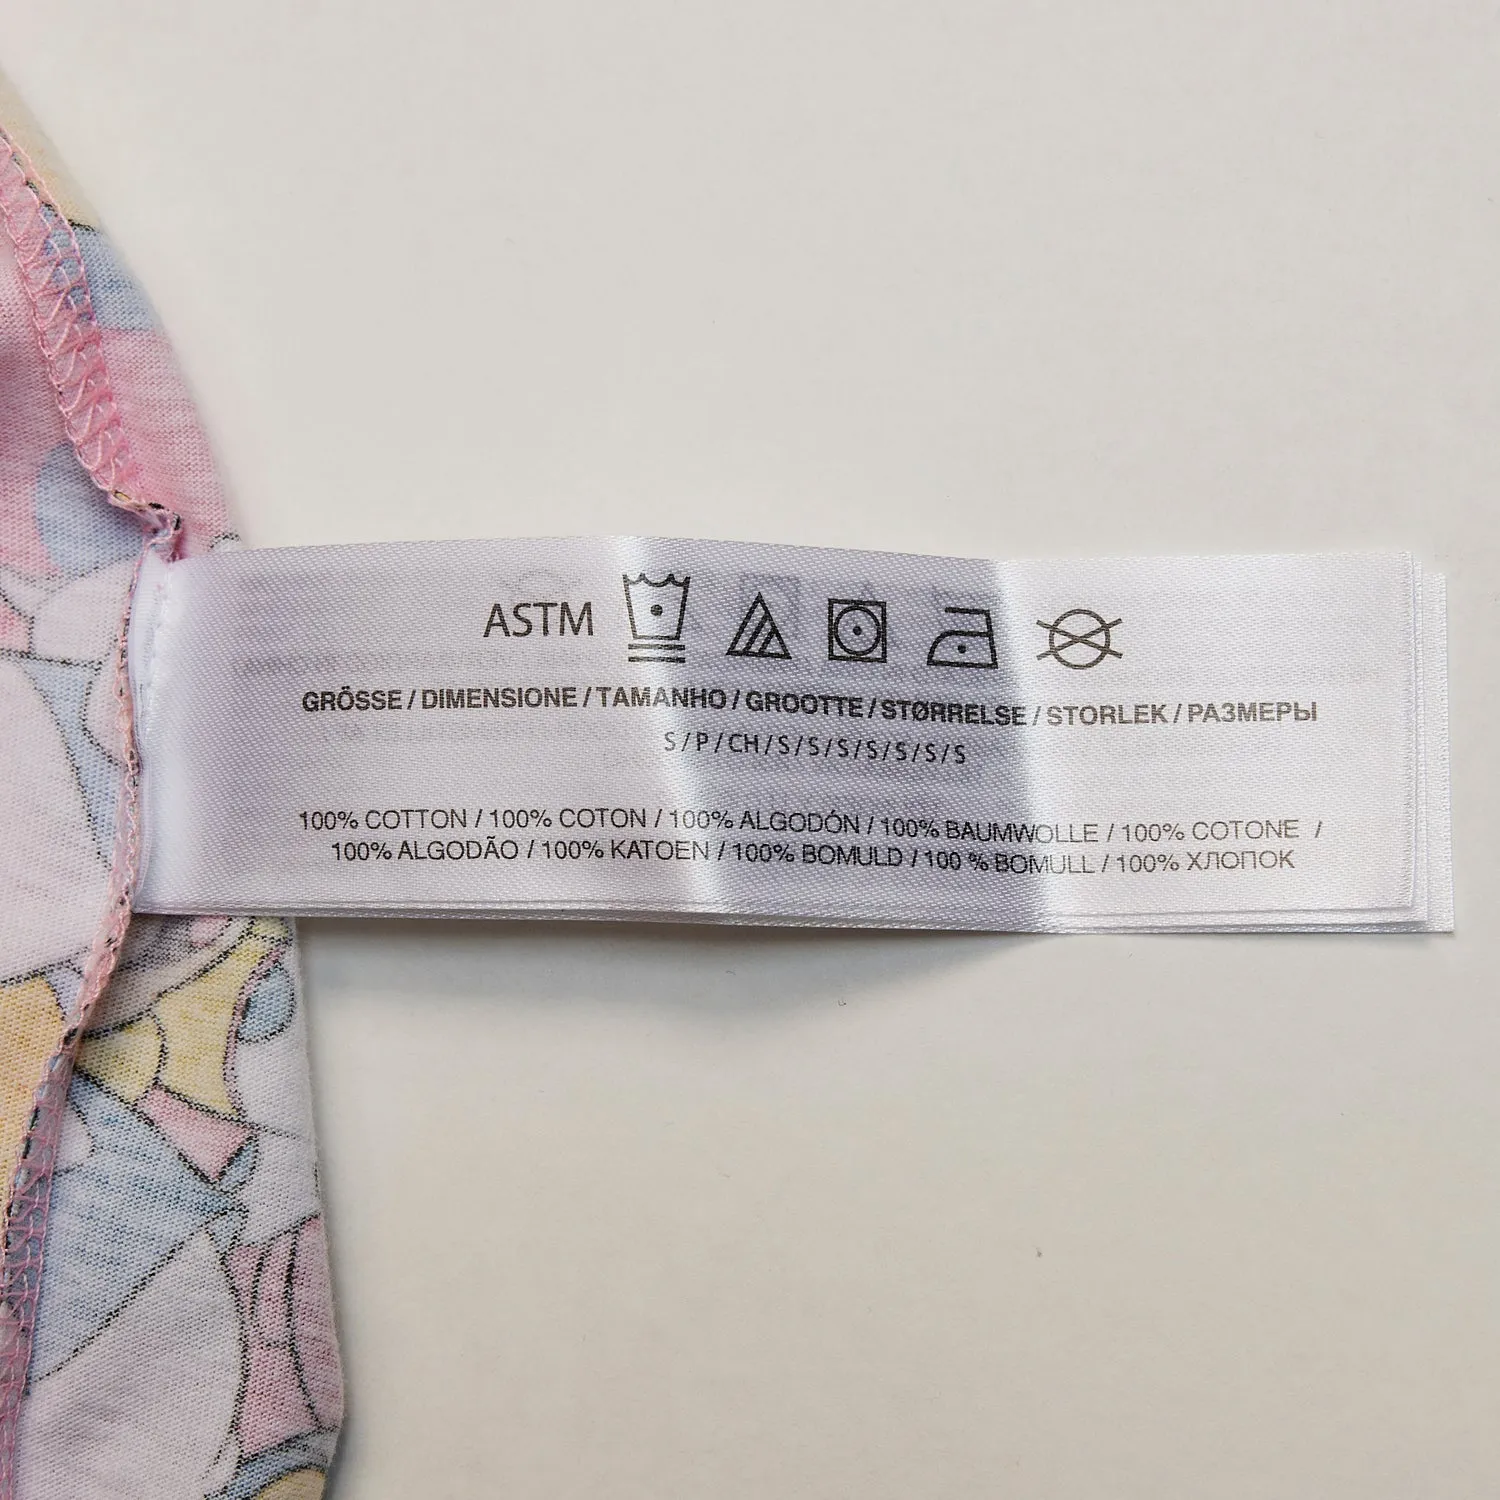 ASTM
GRÖSSE / DIMENSIONE / TAMANHO / GROOTTE / STØRRELSE / STORLEK / РАЗМЕРЫ
S / P / CH / S / S / S / S / S / S / S
100% COTTON / 100% COTON / 100% ALGODÓN / 100% BAUMWOLLE / 100% COTONE /
100% ALGODÃO / 100% KATOEN / 100% BOMULD / 100 % BOMULL / 100% ХЛОПОК